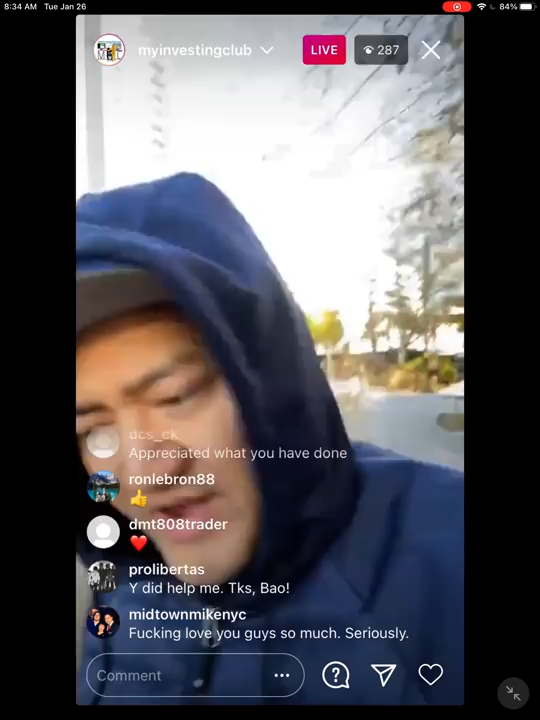 8:34 AM Tue Jan 26
84%
myinvestingclub
LIVE
287
dcs_ck
Appreciated what you have done
ronlebron88
dmt808trader
prolibertas
Y did help me. Tks, Bao!
midtownmikenyc
Fucking love you guys so much. Seriously.
Comment